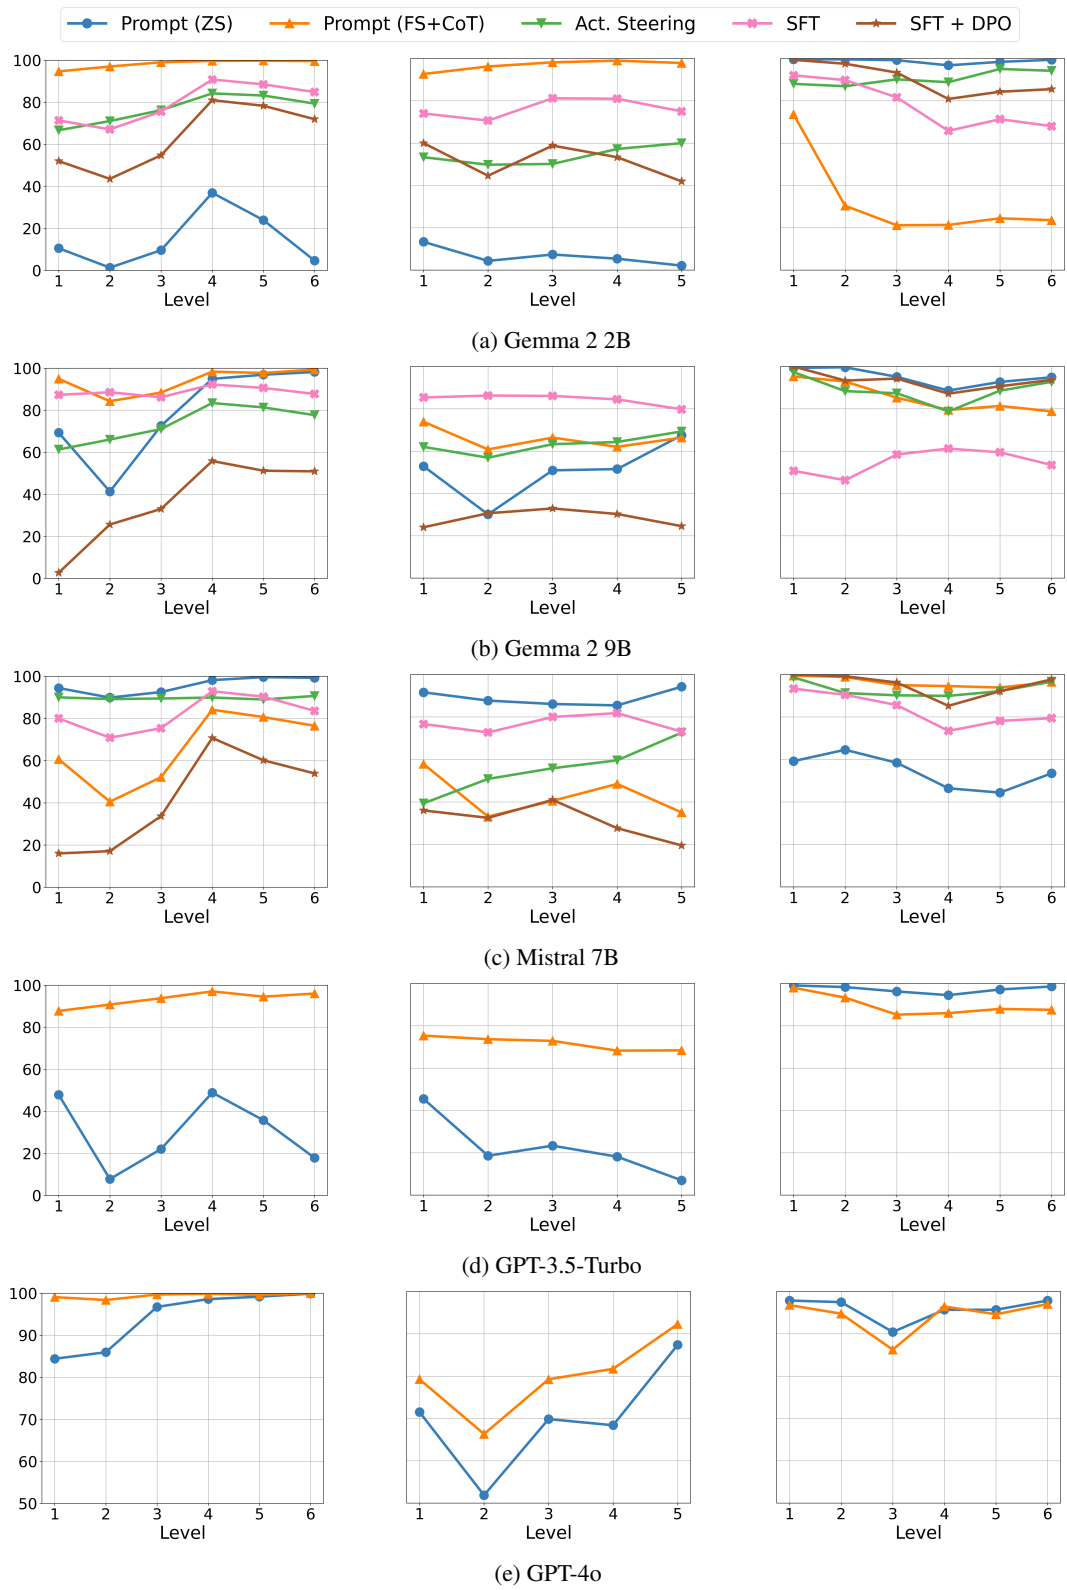 Prompt (ZS) Prompt (FS+CoT) Act. Steering SFT SFT + DPO
100
80
60
40
20
0
1 2 3 4 5 6
Level
1 2 3 4 5
Level
1 2 3 4 5 6
Level
(a) Gemma 2 2B
100
80
60
40
20
0
1 2 3 4 5 6
Level
1 2 3 4 5
Level
1 2 3 4 5 6
Level
(b) Gemma 2 9B
100
80
60
40
20
0
1 2 3 4 5 6
Level
1 2 3 4 5
Level
1 2 3 4 5 6
Level
(c) Mistral 7B
100
80
60
40
20
0
1 2 3 4 5 6
Level
1 2 3 4 5
Level
1 2 3 4 5 6
Level
(d) GPT-3.5-Turbo
100
90
80
70
60
50
1 2 3 4 5 6
Level
1 2 3 4 5
Level
1 2 3 4 5 6
Level
(e) GPT-4o